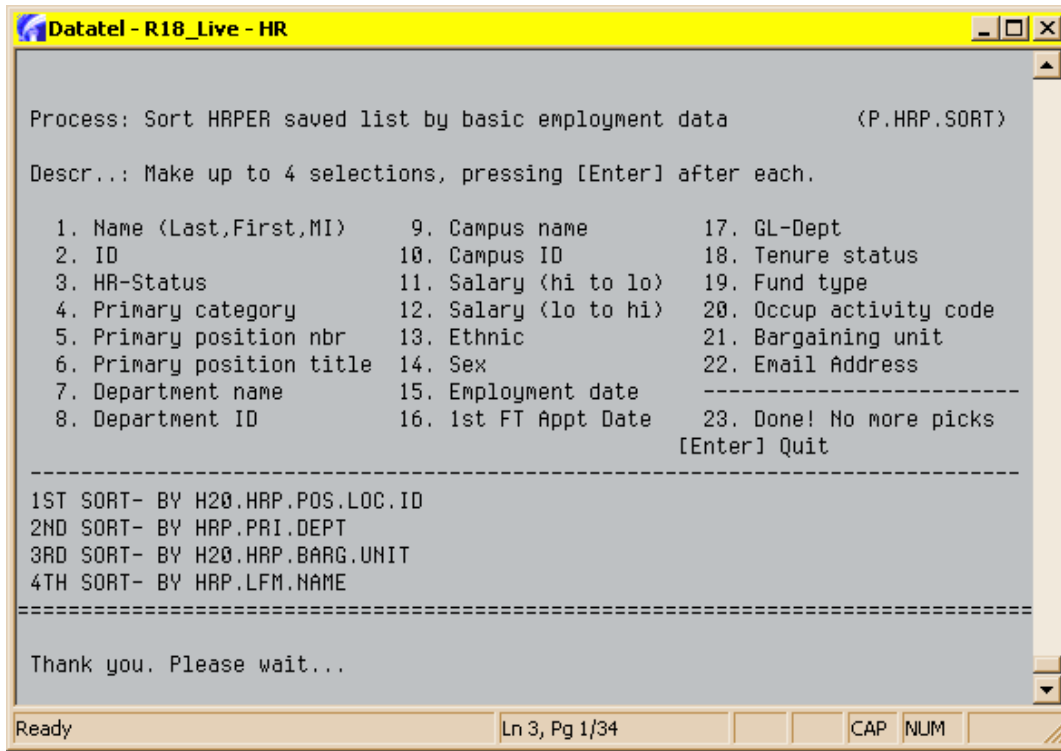 Datatel - R18_Live - HR
Process: Sort HRPER saved list by basic employment data (P.HRP.SORT)
Descr..: Make up to 4 selections, pressing [Enter] after each.
1. Name (Last,First,MI) 9. Campus name 17. GL-Dept
2. ID 10. Campus ID 18. Tenure status
3. HR-Status 11. Salary (hi to lo) 19. Fund type
4. Primary category 12. Salary (lo to hi) 20. Occup activity code
5. Primary position nbr 13. Ethnic 21. Bargaining unit
6. Primary position title 14. Sex 22. Email Address
7. Department name 15. Employment date -------------------------
8. Department ID 16. 1st FT Appt Date 23. Done! No more picks
[Enter] Quit
------------------------------------------------------------------------------
1ST SORT- BY H20.HRP.POS.LOC.ID
2ND SORT- BY HRP.PRI.DEPT
3RD SORT- BY H20.HRP.BARG.UNIT
4TH SORT- BY HRP.LFM.NAME
================================================================================
Thank you. Please wait...
Ready Ln 3, Pg 1/34 CAP NUM